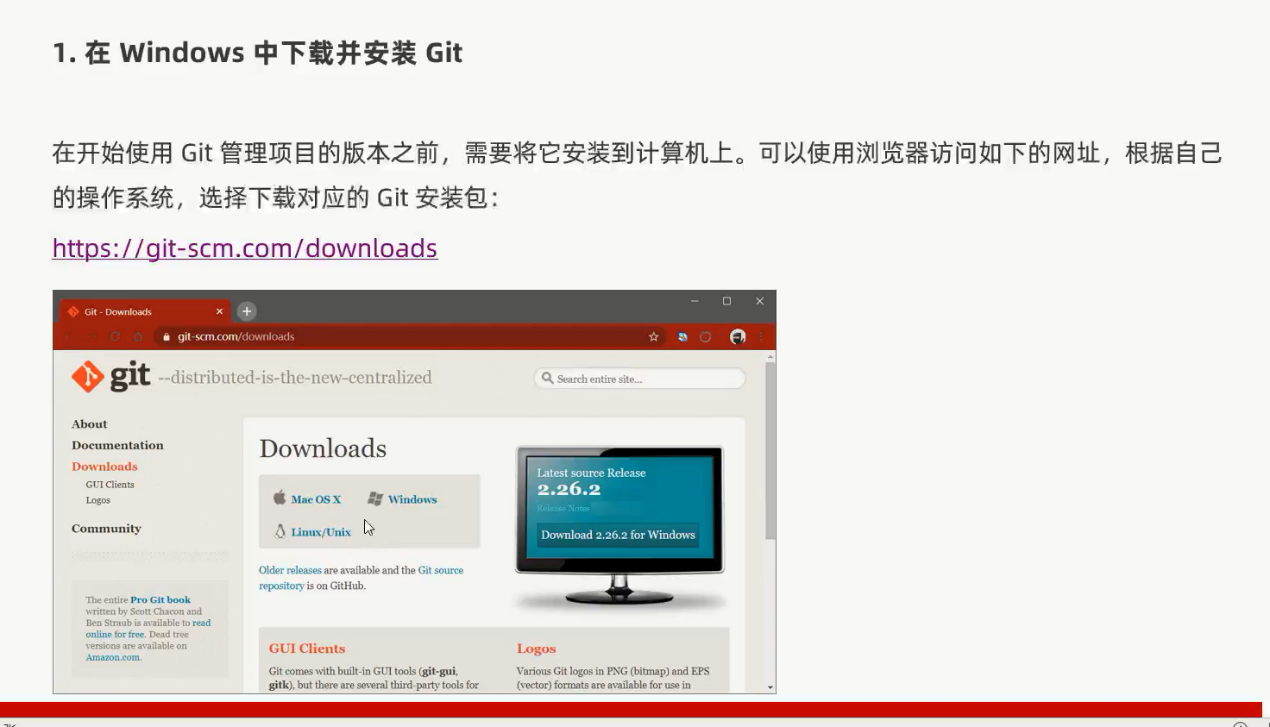 1. 在 Windows 中下载并安装 Git
在开始使用 Git 管理项目的版本之前，需要将它安装到计算机上。可以使用浏览器访问如下的网址，根据自己
的操作系统，选择下载对应的 Git 安装包：
https://git-scm.com/downloads
Git - Downloads
git-scm.com/downloads
git --distributed-is-the-new-centralized
Search entire site...
About
Documentation
Downloads
GUI Clients
Logos
Community
The entire Pro Git book
written by Scott Chacon and
Ben Straub is available to read
online for free. Dead tree
versions are available on
Amazon.com.
Downloads
Mac OS X
Windows
Linux/Unix
Older releases are available and the Git source
repository is on GitHub.
Latest source Release
2.26.2
Release Notes
Download 2.26.2 for Windows
GUI Clients
Git comes with built-in GUI tools (git-gui,
gitk), but there are several third-party tools for
Logos
Various Git logos in PNG (bitmap) and EPS
(vector) formats are available for use in